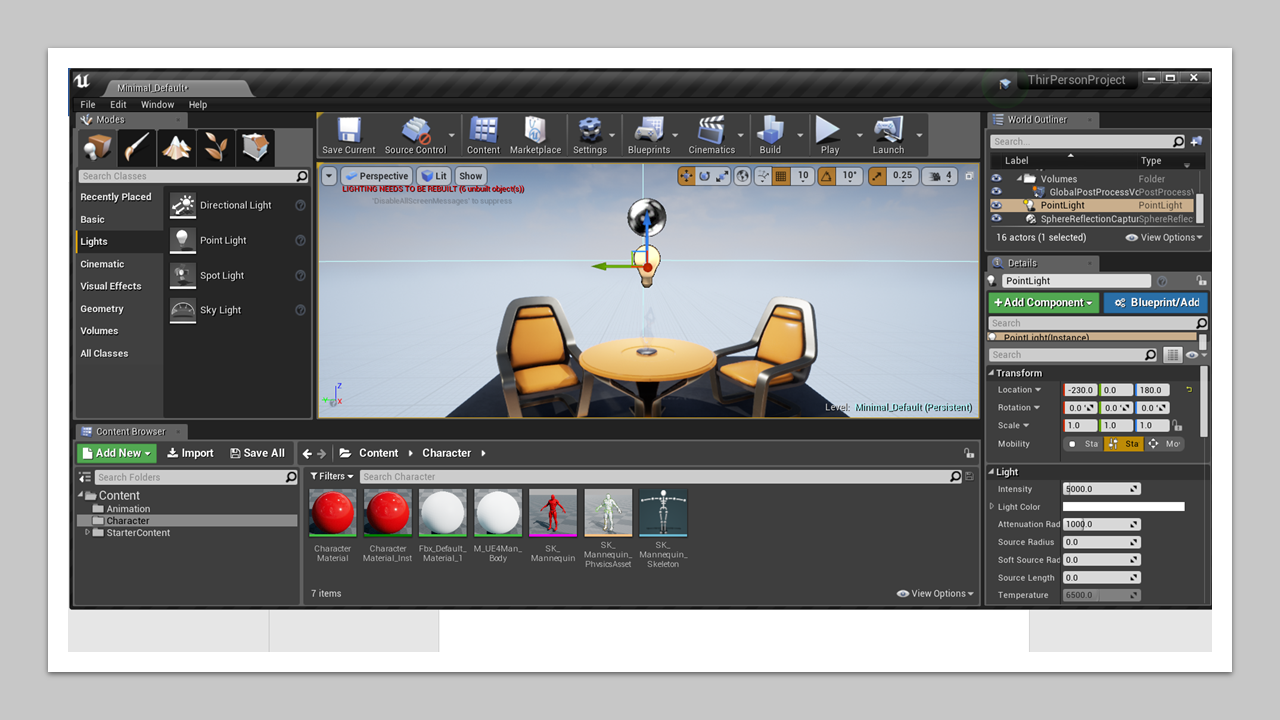 Minimal_Default*
ThirPersonProject
File Edit Window Help
Modes
Search Classes
Recently Placed
Basic
Lights
Cinematic
Visual Effects
Geometry
Volumes
All Classes
Directional Light
Point Light
Spot Light
Sky Light
Save Current Source Control Content Marketplace Settings Blueprints Cinematics Build Play Launch
Perspective Lit Show 10 10° 0.25 4
LIGHTING NEEDS TO BE REBUILT (6 unbuilt object(s))
'DisableAllScreenMessages' to suppress
Z
X
Level: Minimal_Default (Persistent)
World Outliner
Search...
Label Type
Volumes Folder
GlobalPostProcessVo PostProcessV
PointLight PointLight
SphereReflectionCaptur SphereReflec
16 actors (1 selected) View Options
Details
PointLight
+Add Component Blueprint/Add
Search
PointLight(Instance)
Search
Transform
Location -230.0 0.0 180.0
Rotation 0.0° 0.0° 0.0°
Scale 1.0 1.0 1.0
Mobility Sta Sta Mov
Light
Intensity 5000.0
Light Color
Attenuation Rad 1000.0
Source Radius 0.0
Soft Source Rad 0.0
Source Length 0.0
Temperature 6500.0
Content Browser
Add New Import Save All Content Character
Search Folders
Filters Search Character
Content
Animation
Character
StarterContent
Character
Material
Character
Material_Inst
Fbx_Default_
Material_1
M_UE4Man_
Body
SK_
Mannequin
SK_
Mannequin_
PhysicsAsset
SK_
Mannequin_
Skeleton
7 items View Options